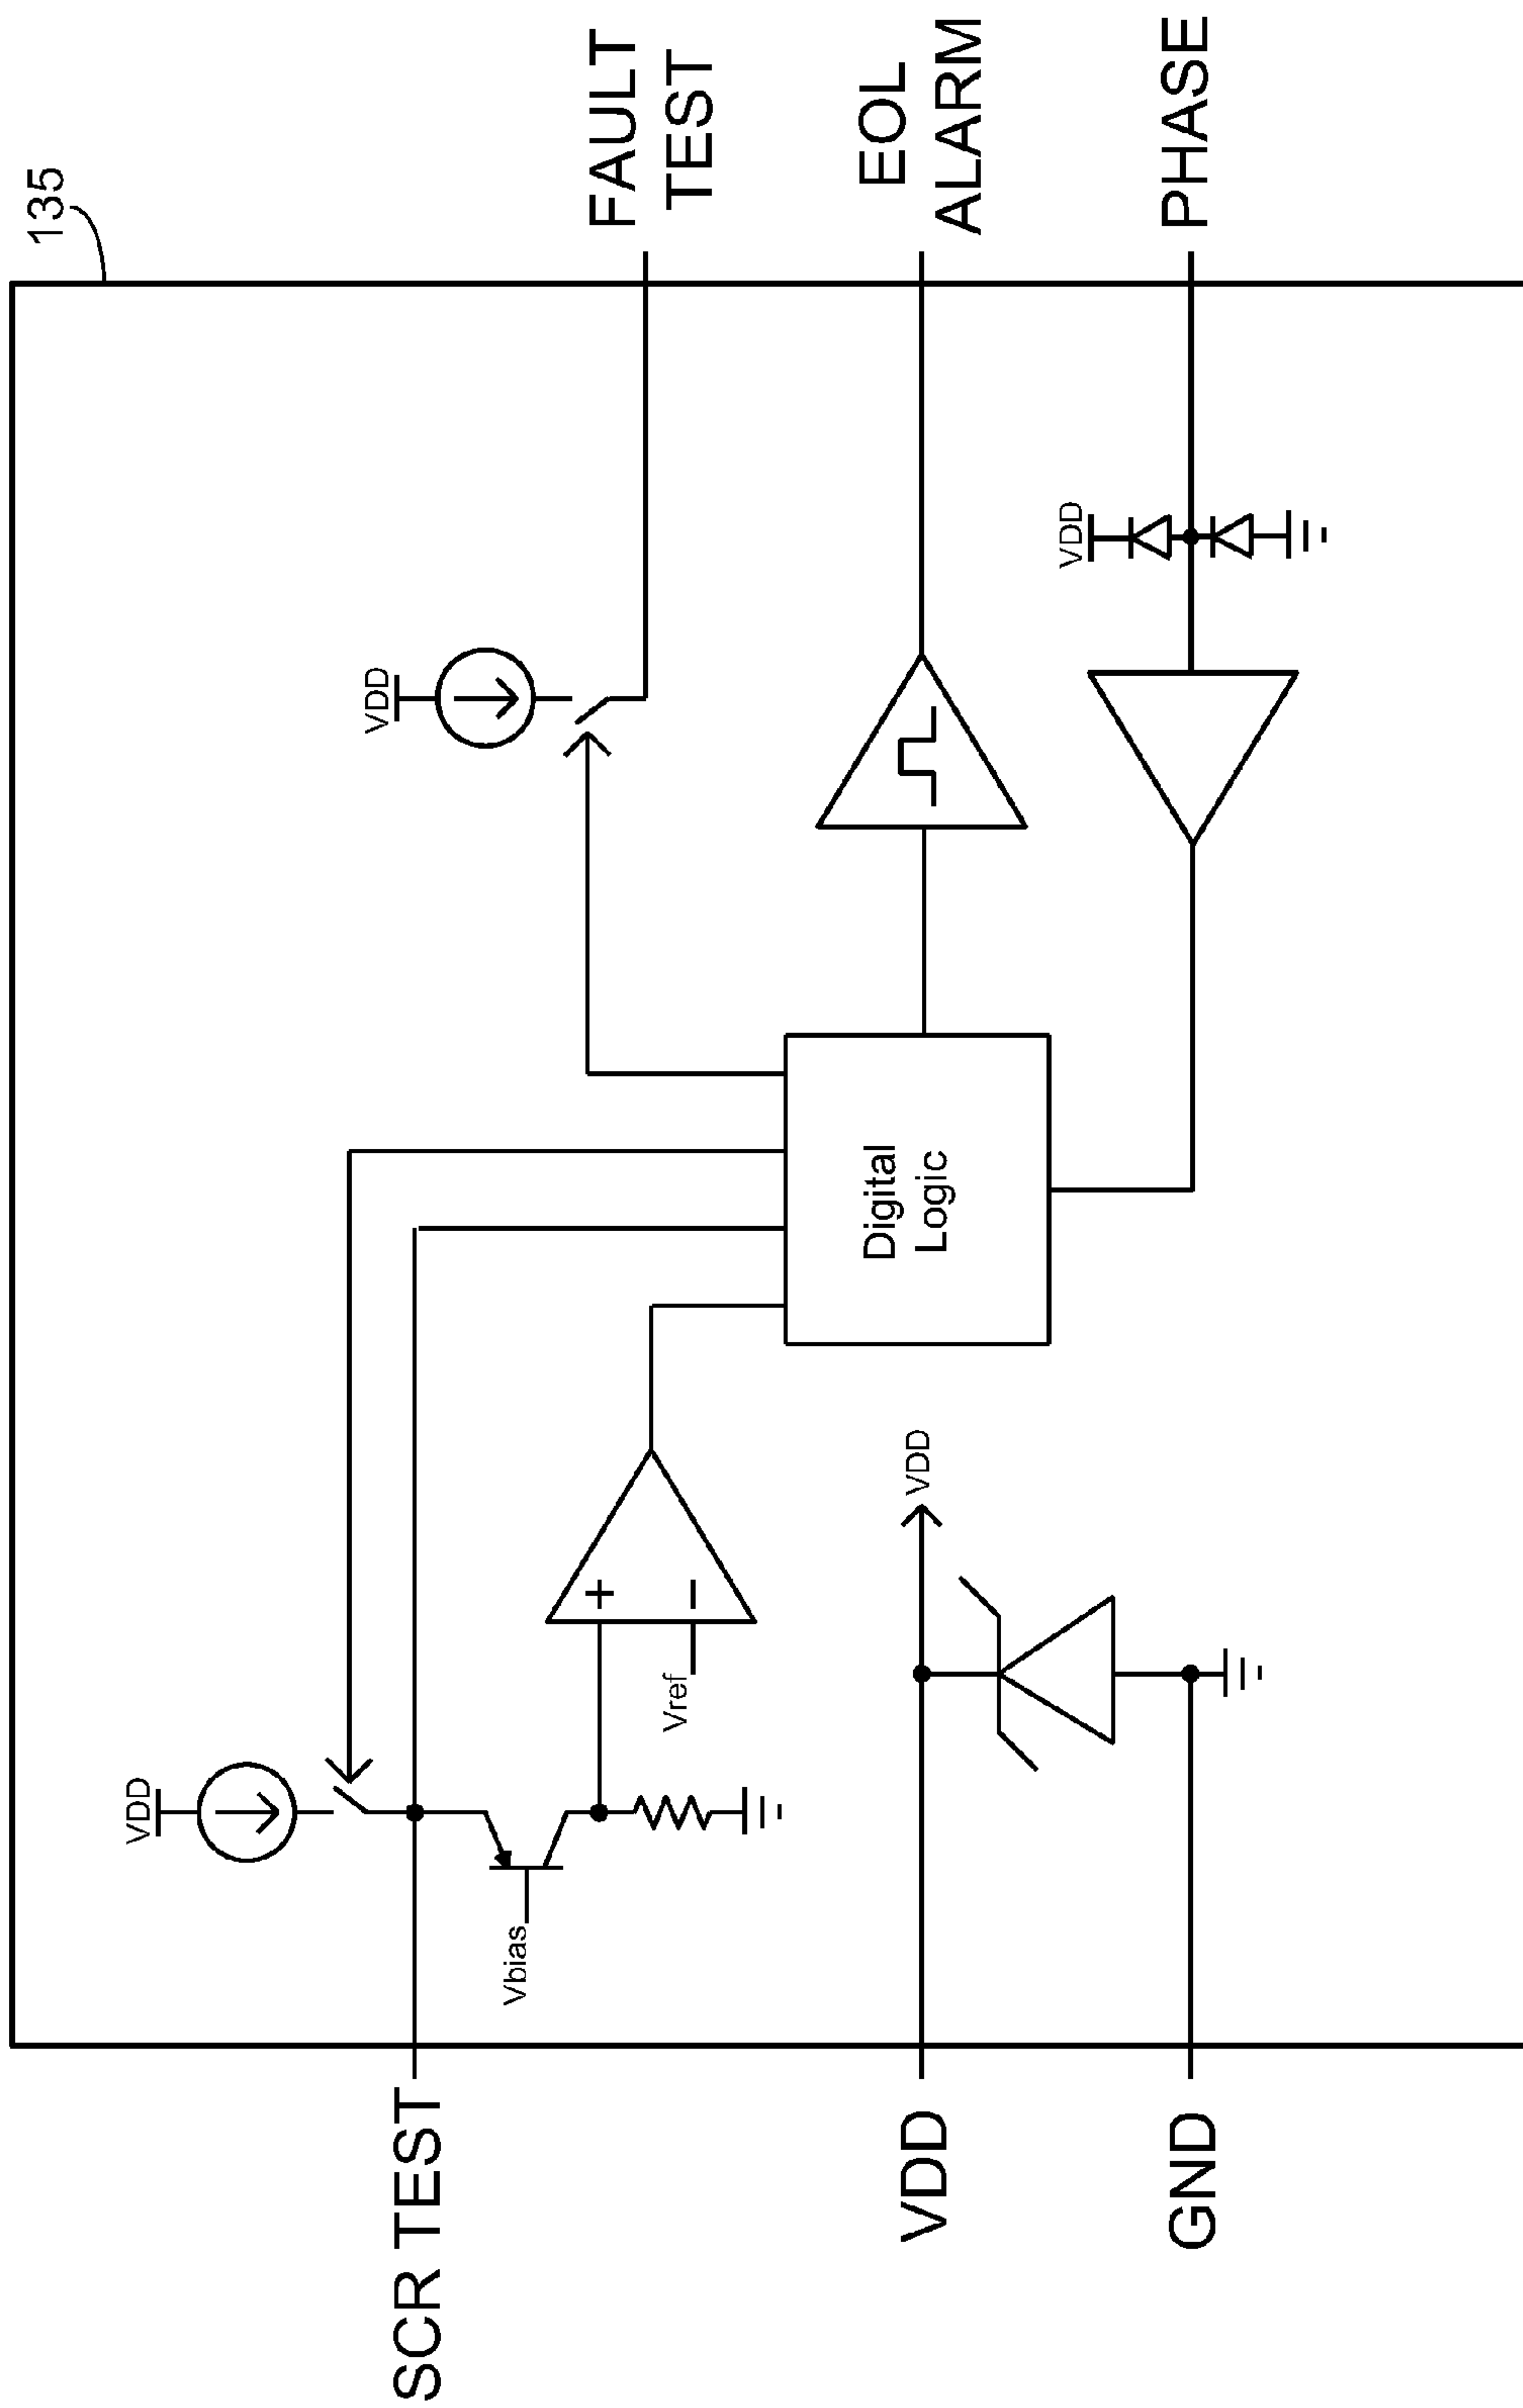 135
VDD
SCR TEST
Vbias
Vref
VDD
FAULT
TEST
Digital
Logic
EOL
ALARM
VDD
VDD
VDD
PHASE
GND